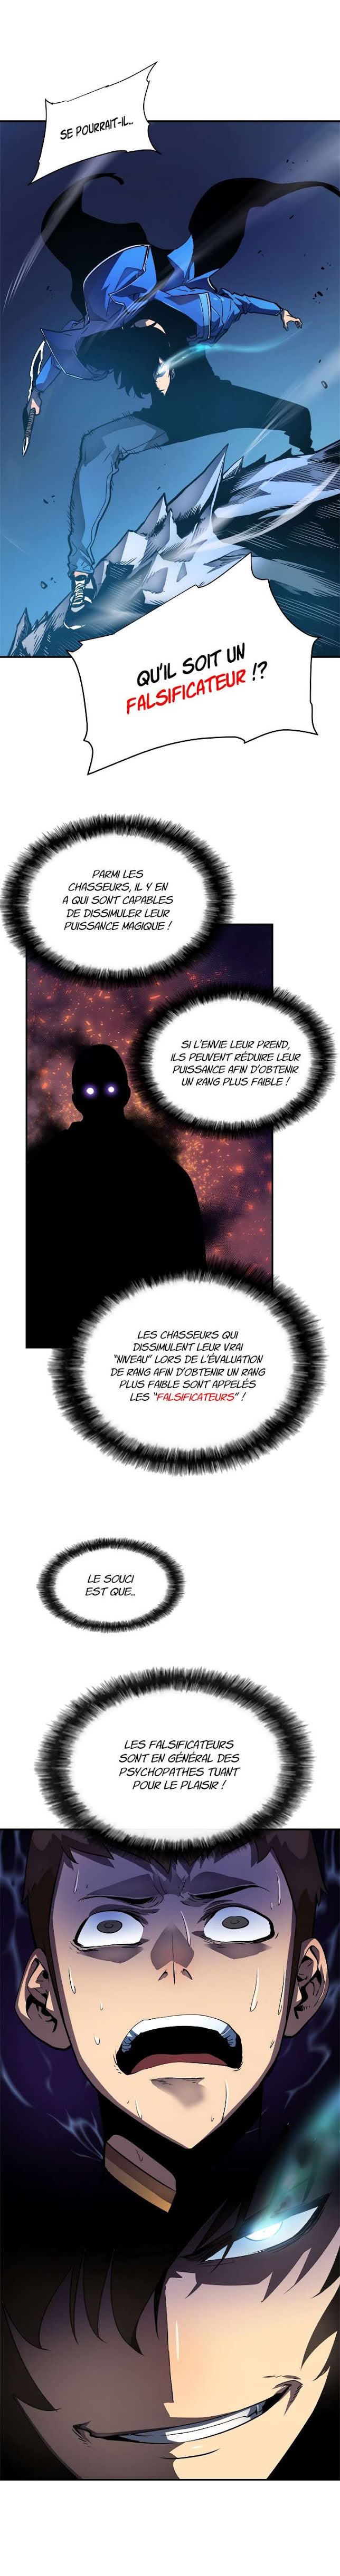 SE POURRAIT-IL...
QU'IL SOIT UN
FALSIFICATEUR !?
PARMI LES
CHASSEURS, IL Y EN
A QUI SONT CAPABLES
DE DISSIMULER LEUR
PUISSANCE MAGIQUE !
SI L'ENVIE LEUR PREND,
ILS PEUVENT RÉDUIRE LEUR
PUISSANCE AFIN D'OBTENIR
UN RANG PLUS FAIBLE !
LES CHASSEURS QUI
DISSIMULENT LEUR VRAI
"NIVEAU" LORS DE L'ÉVALUATION
DE RANG AFIN D'OBTENIR UN RANG
PLUS FAIBLE SONT APPELÉS
LES "FALSIFICATEURS" !
LE SOUCI
EST QUE...
LES FALSIFICATEURS
SONT EN GÉNÉRAL DES
PSYCHOPATHES TUANT
POUR LE PLAISIR !